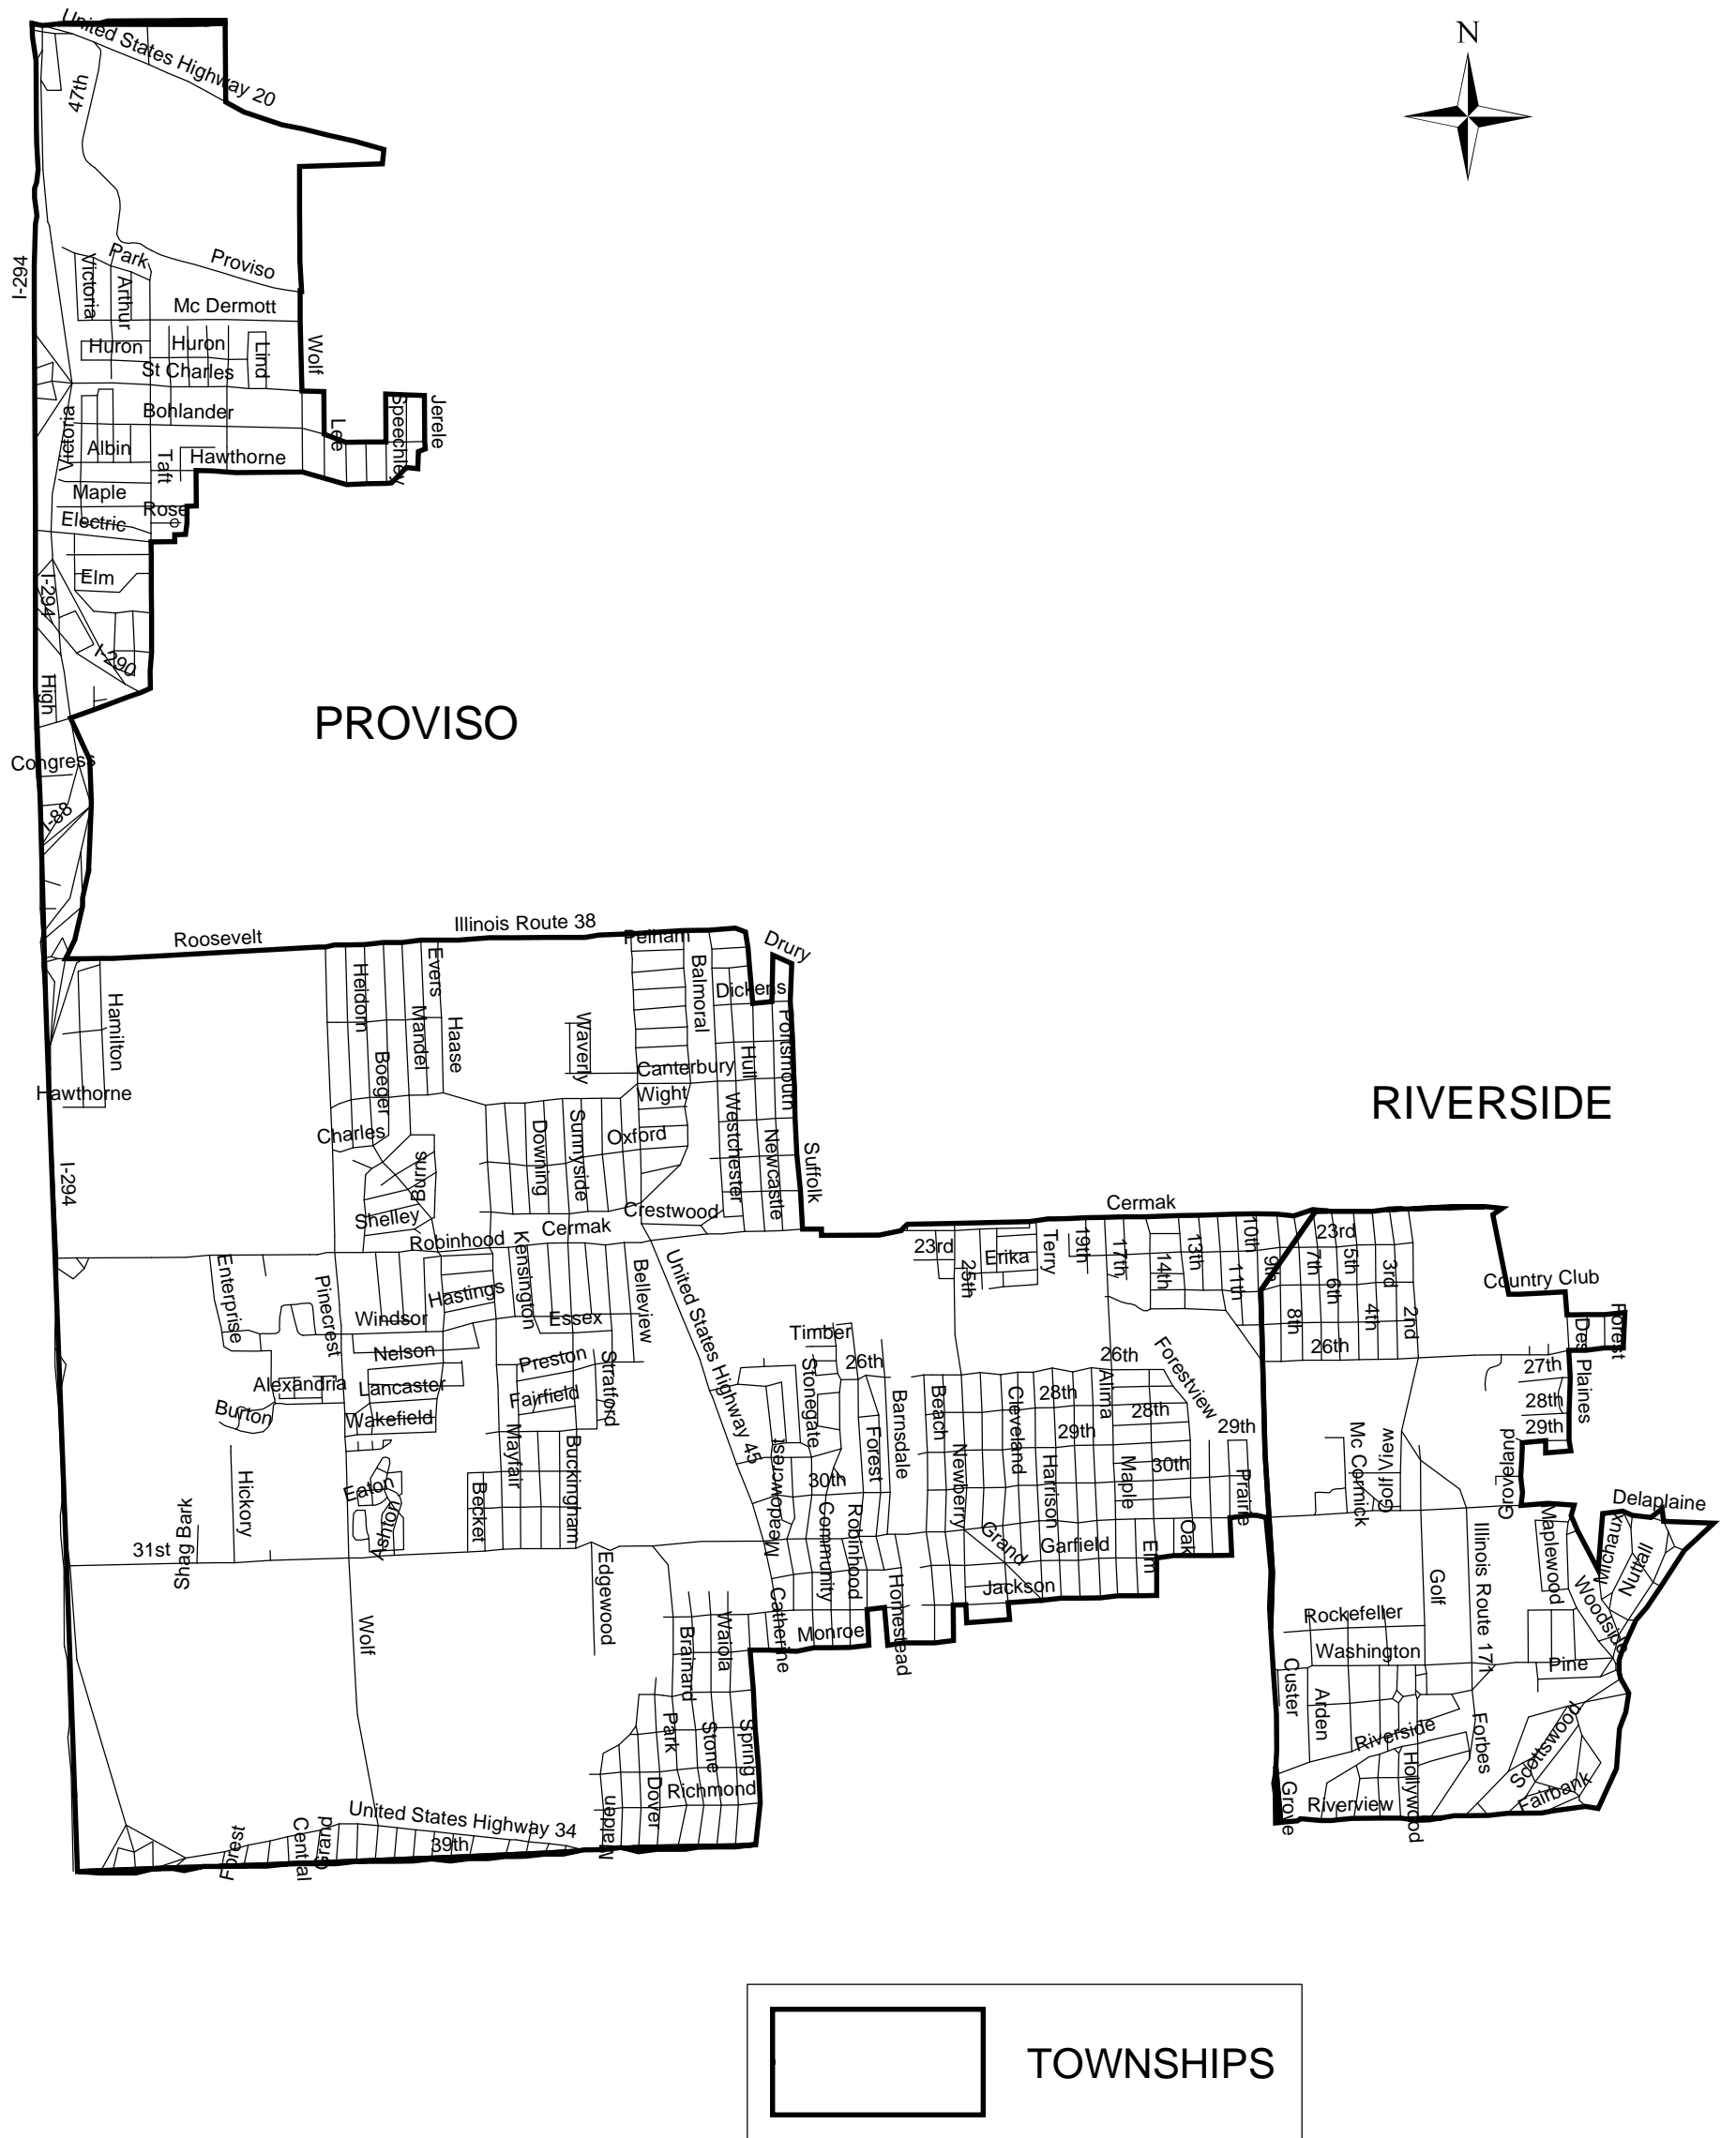 N
United States Highway 20
47th
I-294
Park
Proviso
Victoria
Arthur
Mc Dermott
Huron
Huron
Lind
Wolf
St Charles
Bohlander
Victoria
Albin
Taft
Hawthorne
Lee
Speechley
Jerele
Maple
Rose
Electric
Elm
I-294
I-290
High
PROVISO
Congress
I-88
Roosevelt
Illinois Route 38
Pelham
Drury
Hamilton
Heidorn
Evers
Mandel
Haase
Boeger
Waverly
Balmoral
Dickens
Portsmouth
Hull
Canterbury
Wight
Hawthorne
Charles
Downing
Sunnyside
Oxford
Westchester
Newcastle
Suffolk
RIVERSIDE
I-294
Burns
Shelley
Crestwood
Cermak
Robinhood
Kensington
Cermak
Enterprise
Pinecrest
Hastings
Windsor
Essex
Belleview
United States Highway 45
23rd
25th
Erika
Terry
19th
17th
14th
13th
11th
10th
9th
8th
7th
6th
5th
4th
3rd
2nd
23rd
26th
Country Club
Forest
Des Plaines
27th
28th
29th
Nelson
Preston
Stratford
Alexandria
Lancaster
Fairfield
Burton
Wakefield
Timber
26th
Stonegate
Barnsdale
Beach
Cleveland
28th
Alima
26th
Forestview
28th
29th
29th
30th
Mayfair
Buckingham
Meadowcrest
30th
Forest
Newberry
Harrison
Maple
Prairie
Mc Cormick
Golf View
Groveland
Delaplaine
Hickory
Eaton
Ashton
Becket
Shag Bank
31st
Community
Robinhood
Grand
Garfield
Elm
Oak
Jackson
Homestead
Catherine
Monroe
Edgewood
Wolf
Brainard
Waiola
Maplewood
Michaux
Nuttall
Woodside
Illinois Route 171
Golf
Rockefeller
Washington
Pine
Custer
Arden
Park
Stone
Spring
Riverside
Forbes
Scottswood
Dover
Richmond
Hollywood
Fairbank
Grove
Riverview
United States Highway 34
39th
Forest
Central
Grand
Malden
TOWNSHIPS